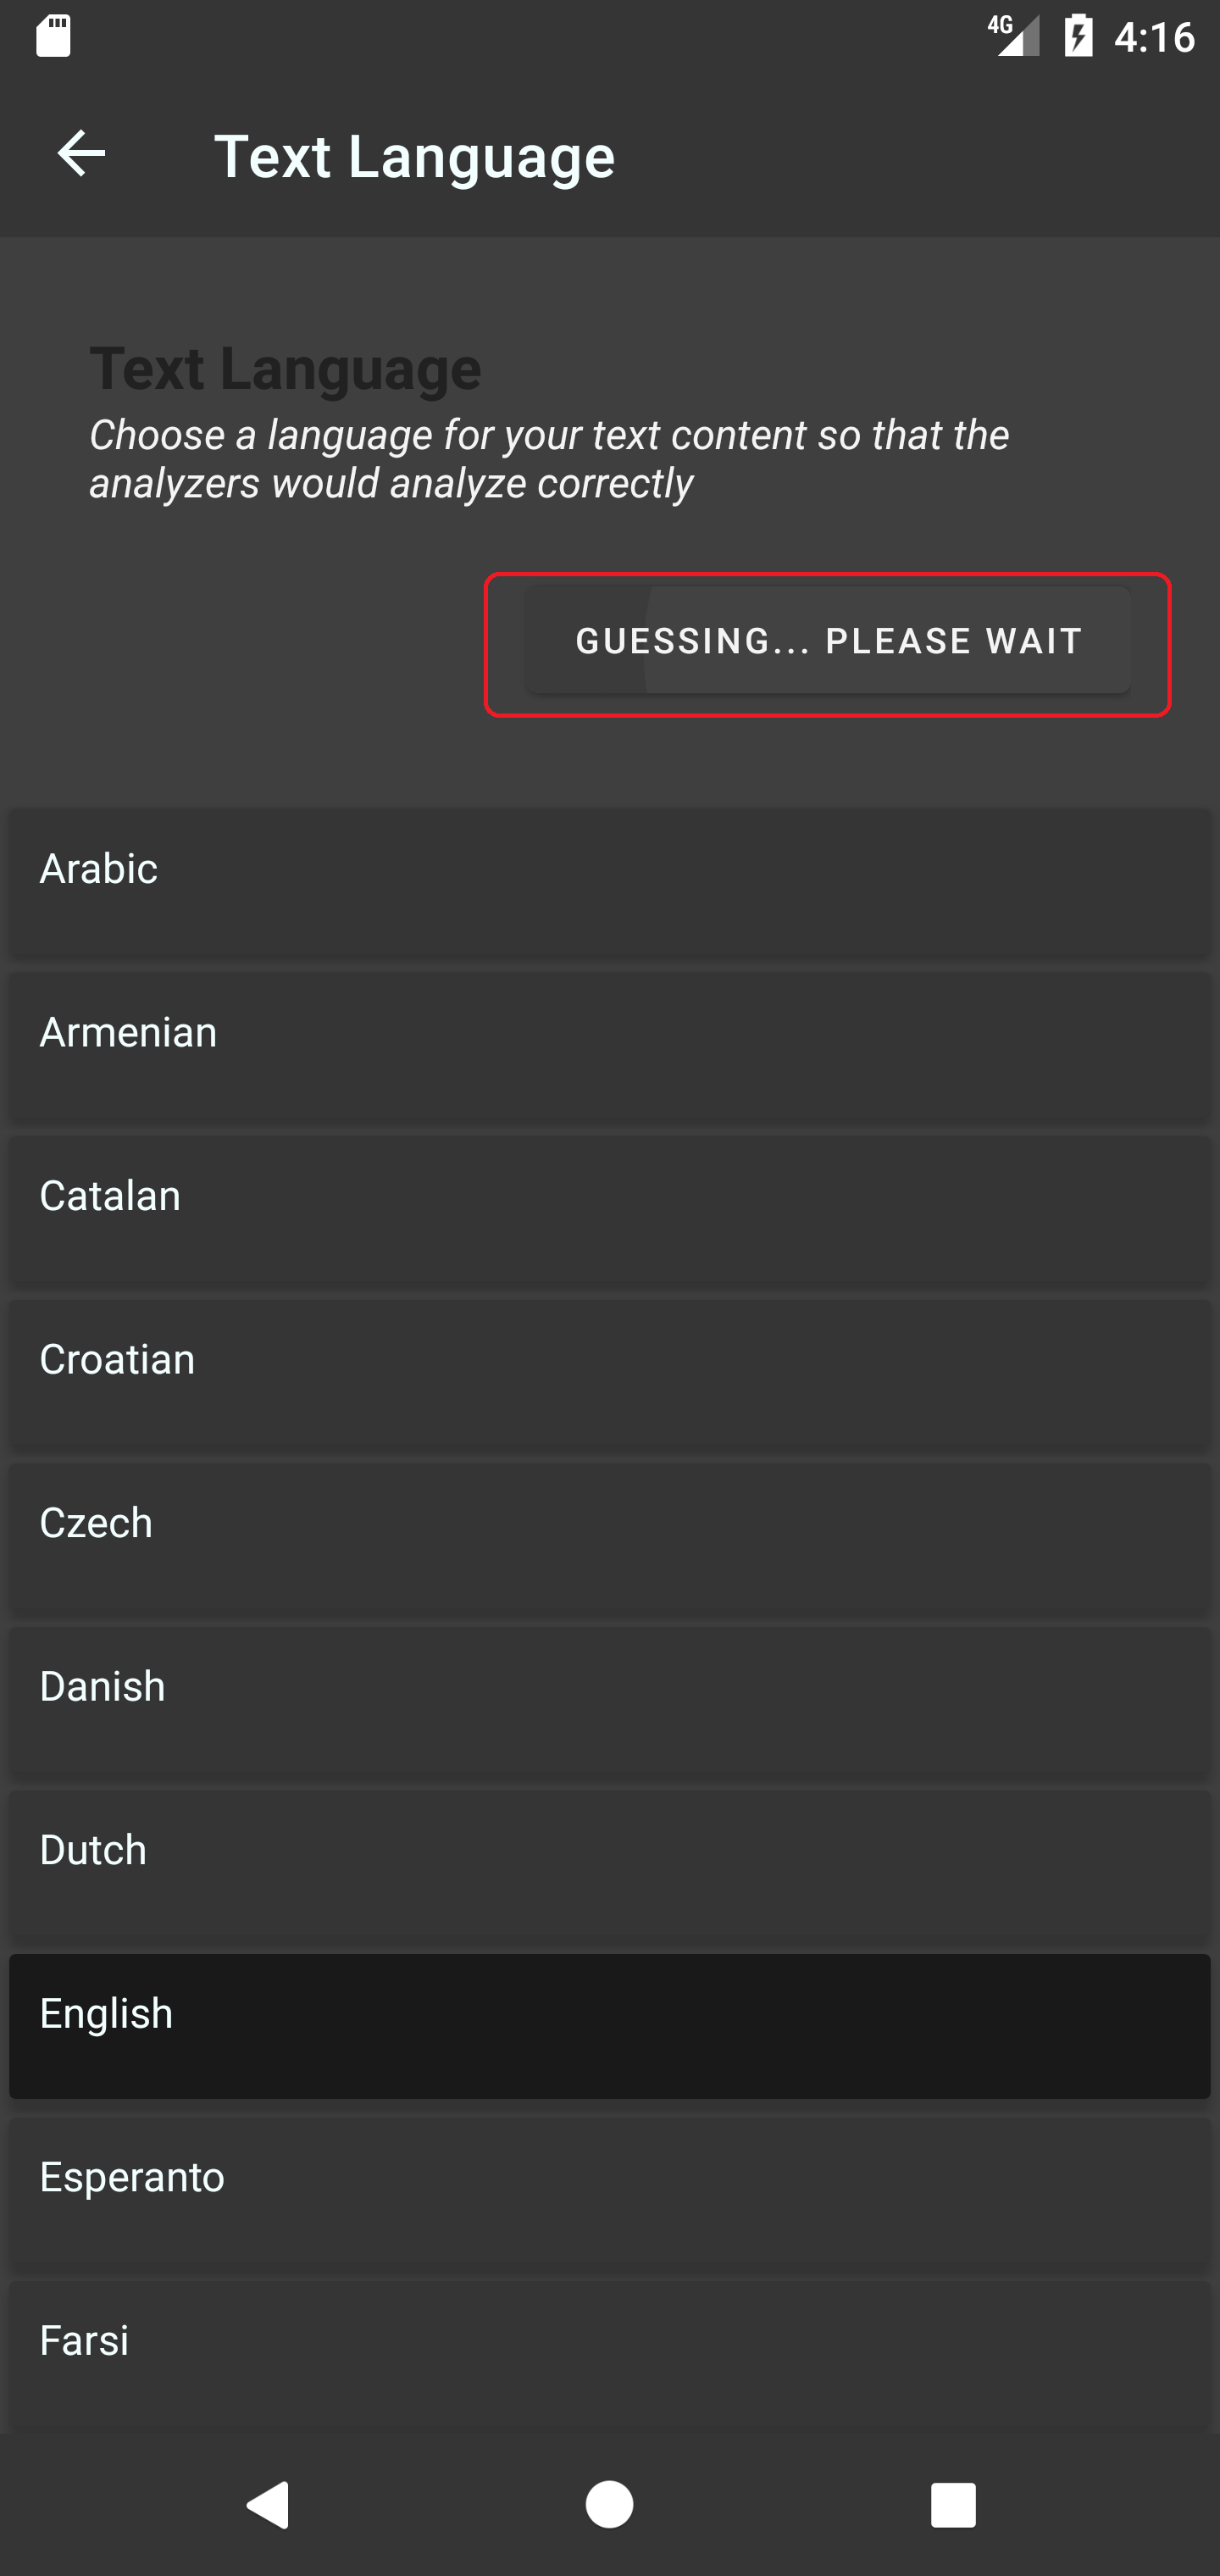 4G 4:16
Text Language
Text Language
Choose a language for your text content so that the
analyzers would analyze correctly
GUESSING... PLEASE WAIT
Arabic
Armenian
Catalan
Croatian
Czech
Danish
Dutch
English
Esperanto
Farsi